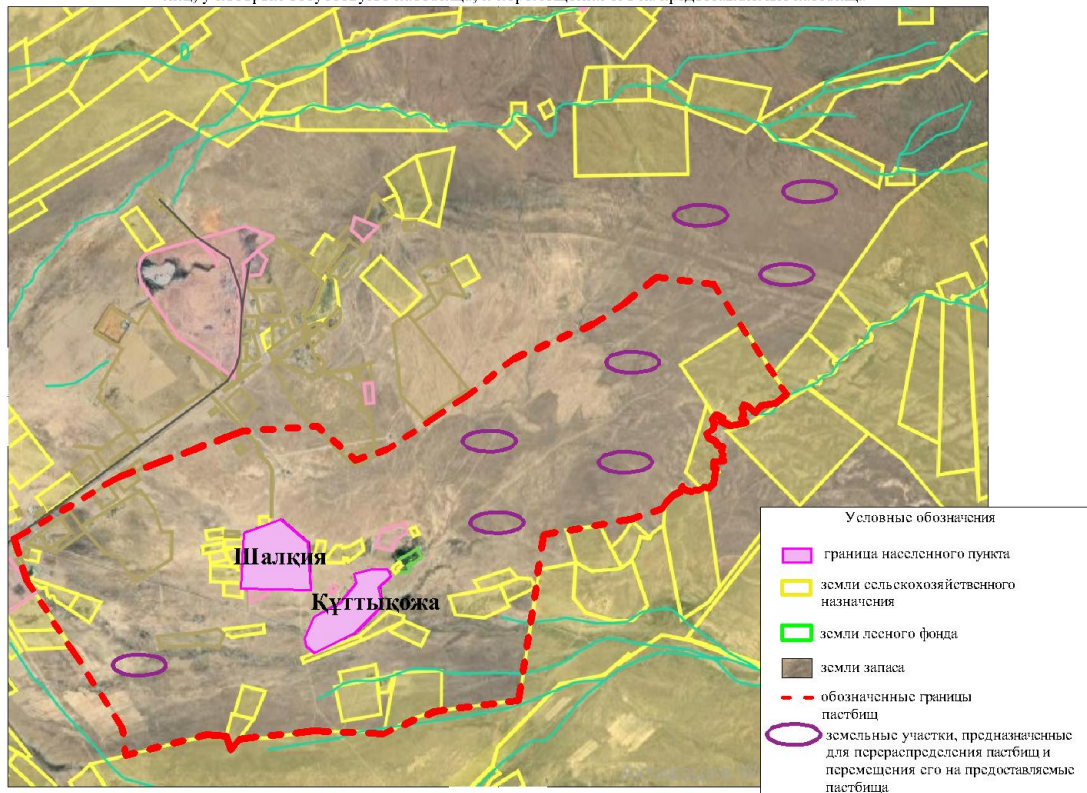 Шалқия
Құттықожа
Условные обозначения
граница населенного пункта
земли сельскохозяйственного
назначения
земли лесного фонда
земли запаса
обозначенные границы
пастбищ
земельные участки, предназначенные
для перераспределения пастбищ и
перемещения его на предоставляемые
пастбища